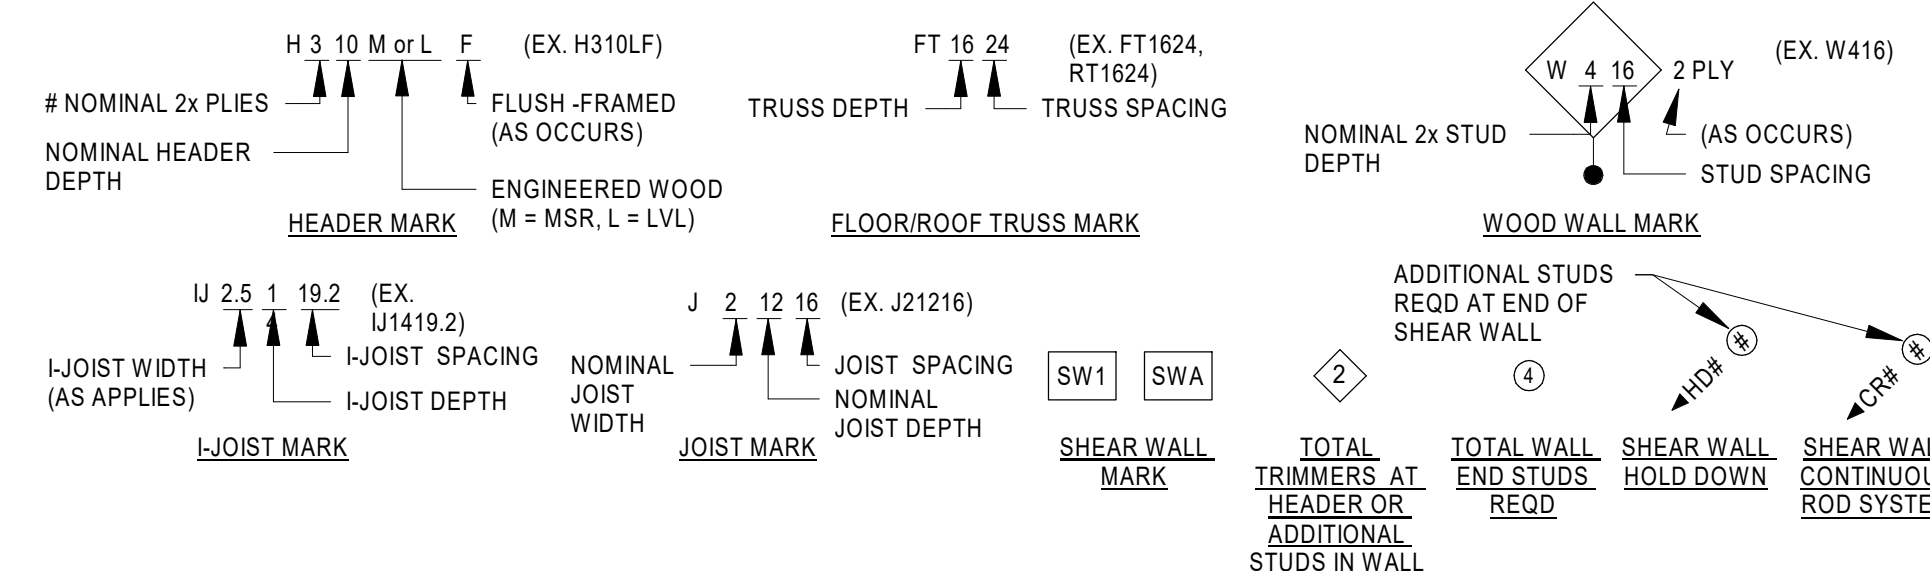 H 3 10 M or L F (EX. H310LF)
# NOMINAL 2x PLIES
FLUSH -FRAMED
(AS OCCURS)
NOMINAL HEADER
DEPTH
ENGINEERED WOOD
(M = MSR, L = LVL)
HEADER MARK
FT 16 24 (EX. FT1624,
RT1624)
TRUSS DEPTH
TRUSS SPACING
FLOOR/ROOF TRUSS MARK
W 4 16 2 PLY (EX. W416)
NOMINAL 2x STUD
DEPTH
(AS OCCURS)
STUD SPACING
WOOD WALL MARK
IJ 2.5 1 19.2 (EX.
4 IJ1419.2)
I-JOIST WIDTH
(AS APPLIES)
I-JOIST SPACING
I-JOIST DEPTH
I-JOIST MARK
J 2 12 16 (EX. J21216)
NOMINAL
JOIST
WIDTH
JOIST SPACING
NOMINAL
JOIST DEPTH
JOIST MARK
SW1 SWA
SHEAR WALL
MARK
2
TOTAL
TRIMMERS AT
HEADER OR
ADDITIONAL
STUDS IN WALL
4
TOTAL WALL
END STUDS
REQD
ADDITIONAL STUDS
REQD AT END OF
SHEAR WALL
#
HD#
SHEAR WALL
HOLD DOWN
#
CR#
SHEAR WAL
CONTINUOU
ROD SYSTE